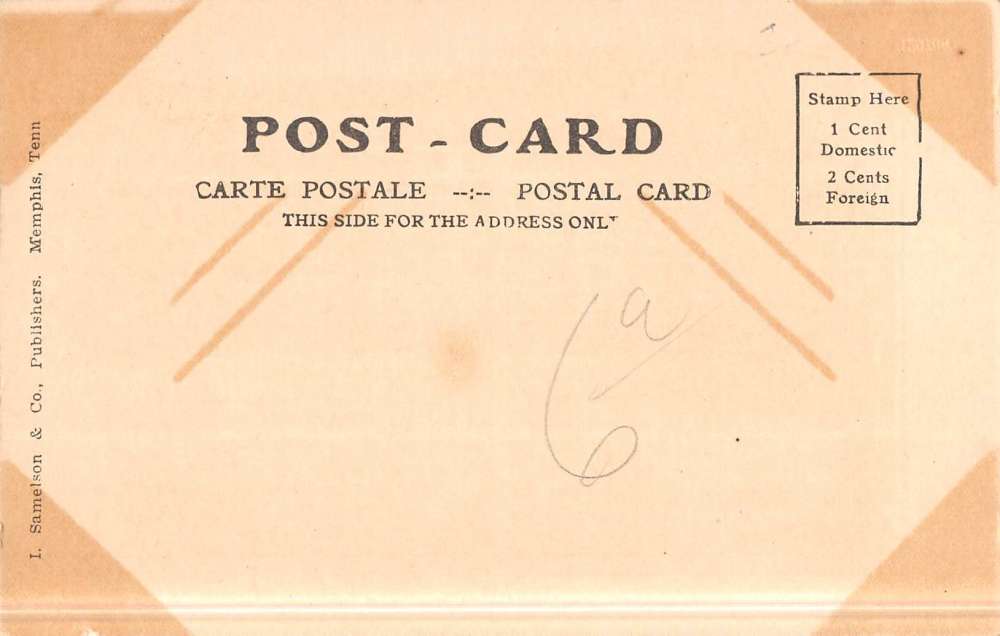 POST - CARD
CARTE POSTALE --:-- POSTAL CARD
THIS SIDE FOR THE ADDRESS ONLY
Stamp Here
1 Cent
Domestic
2 Cents
Foreign
I. Samelson & Co., Publishers. Memphis, Tenn
6 a